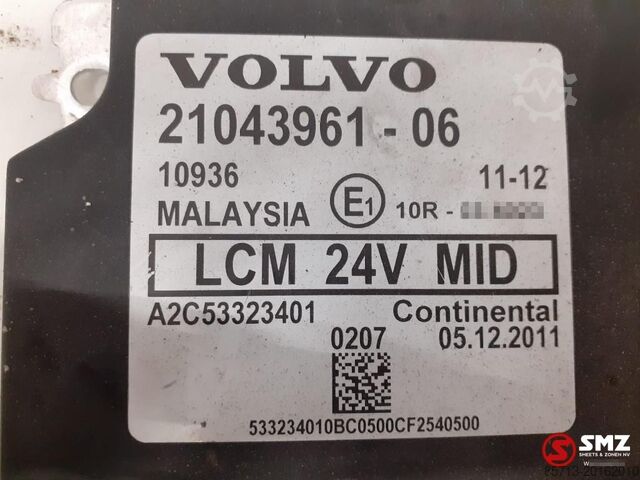 VOLVO
21043961 - 06
10936 11-12
MALAYSIA E1 10R -
LCM 24V MID
A2C53323401 Continental
0207 05.12.2011
533234010BC0500CF2540500
SMZ
SMETS & ZONEN NV